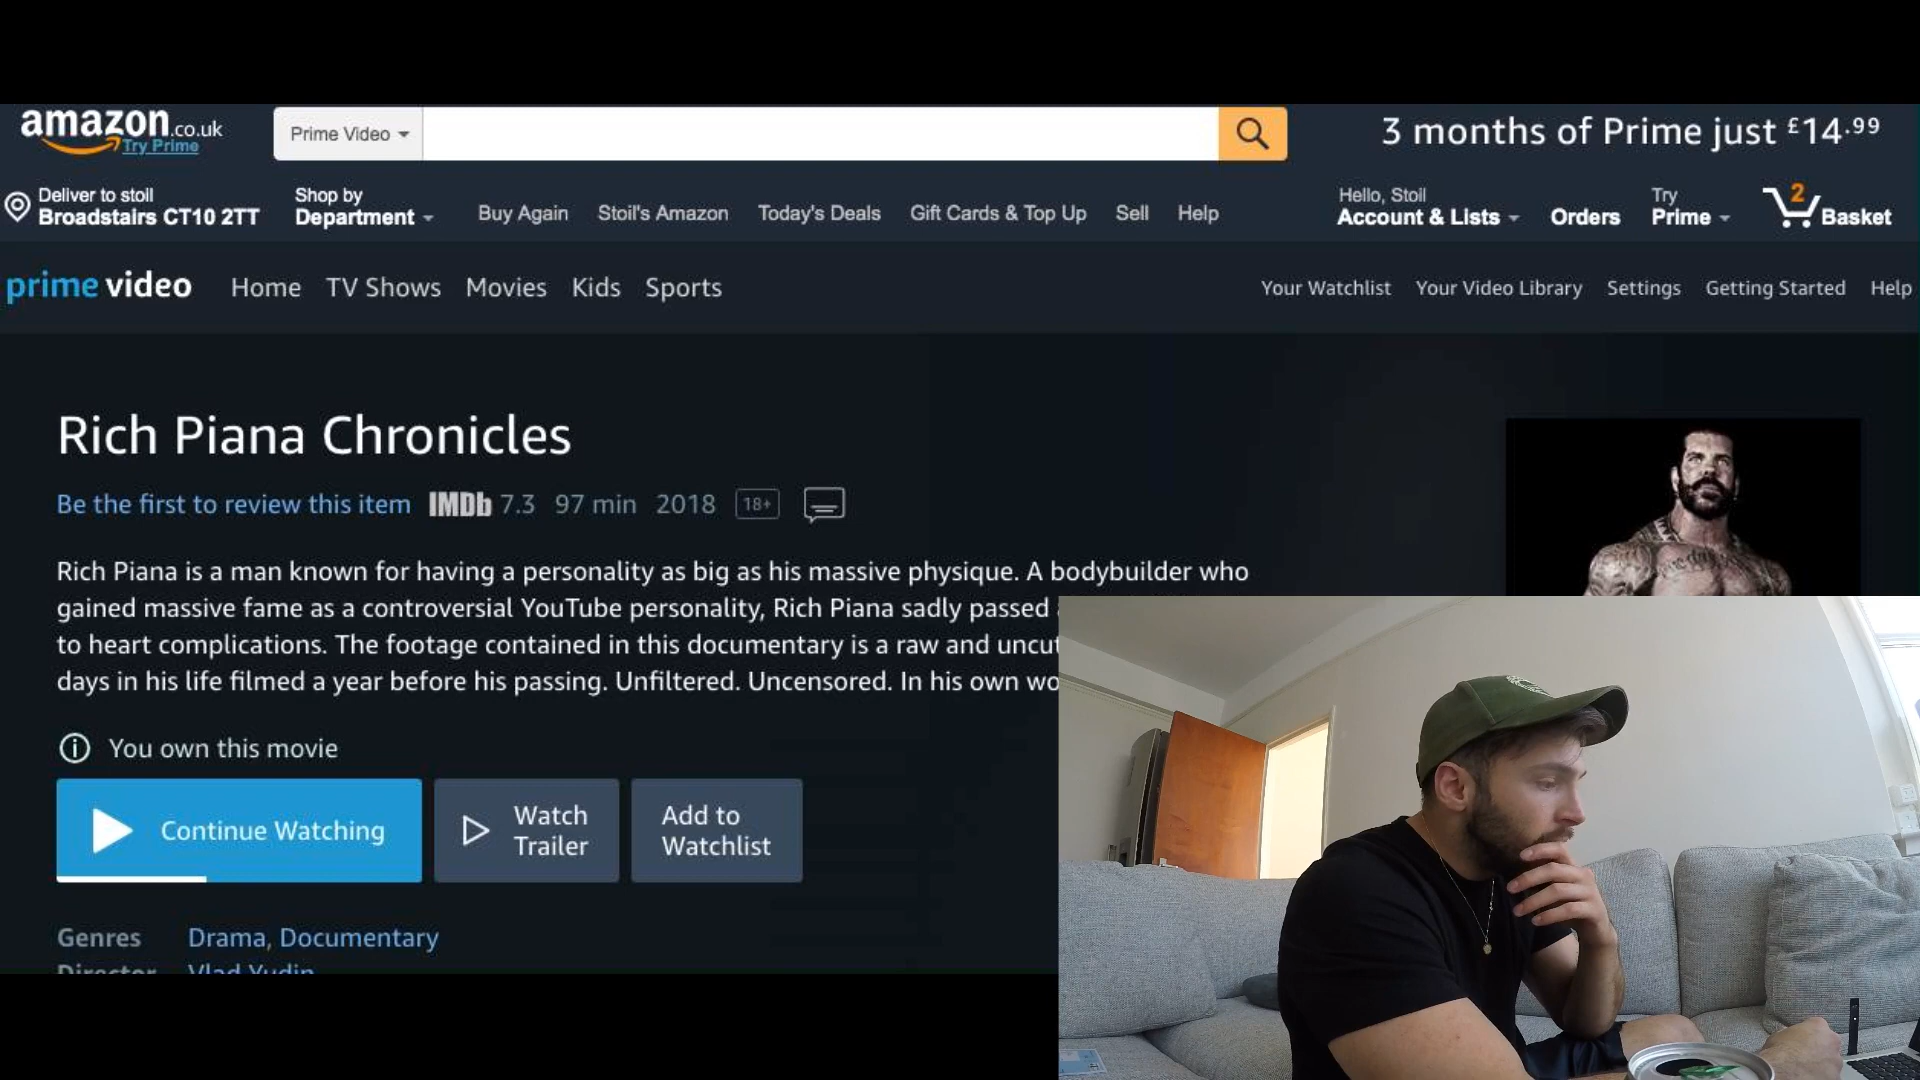 amazon.co.uk
Try Prime
Prime Video
3 months of Prime just £14.99
Deliver to stoil
Broadstairs CT10 2TT
Shop by
Department
Buy Again
Stoil's Amazon
Today's Deals
Gift Cards & Top Up
Sell
Help
Hello, Stoil
Account & Lists
Orders
Try
Prime
2
Basket
prime video
Home
TV Shows
Movies
Kids
Sports
Your Watchlist
Your Video Library
Settings
Getting Started
Help
Rich Piana Chronicles
Be the first to review this item IMDb 7.3 97 min 2018 18+
Rich Piana is a man known for having a personality as big as his massive physique. A bodybuilder who
gained massive fame as a controversial YouTube personality, Rich Piana sadly passed
to heart complications. The footage contained in this documentary is a raw and uncut
days in his life filmed a year before his passing. Unfiltered. Uncensored. In his own
You own this movie
Continue Watching
Watch
Trailer
Add to
Watchlist
Genres
Drama, Documentary
Director
Vlad Yudin